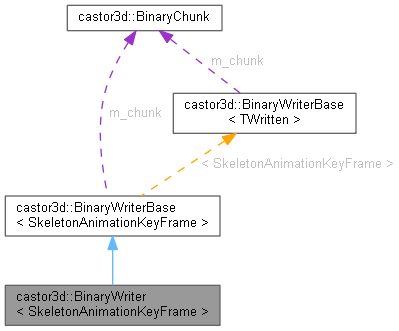 castor3d::BinaryChunk
m_chunk
castor3d::BinaryWriterBase
< TWritten >
m_chunk
< SkeletonAnimationKeyFrame >
castor3d::BinaryWriterBase
< SkeletonAnimationKeyFrame >
castor3d::BinaryWriter
< SkeletonAnimationKeyFrame >